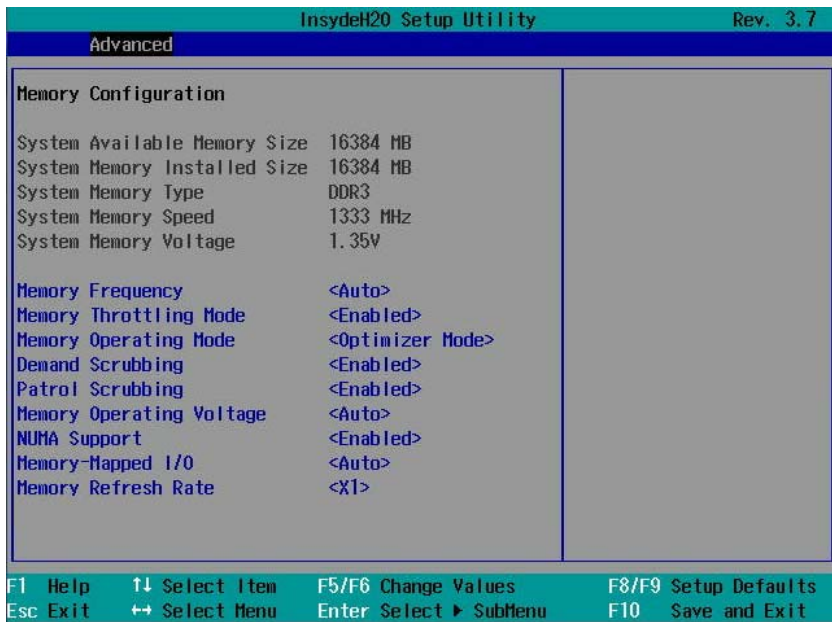 InsydeH20 Setup Utility Rev. 3.7
Advanced
Memory Configuration
System Available Memory Size 16384 MB
System Memory Installed Size 16384 MB
System Memory Type DDR3
System Memory Speed 1333 MHz
System Memory Voltage 1.35V
Memory Frequency <Auto>
Memory Throttling Mode <Enabled>
Memory Operating Mode <Optimizer Mode>
Demand Scrubbing <Enabled>
Patrol Scrubbing <Enabled>
Memory Operating Voltage <Auto>
NUMA Support <Enabled>
Memory-Mapped I/O <Auto>
Memory Refresh Rate <X1>
F1 Help ↑↓ Select Item F5/F6 Change Values F8/F9 Setup Defaults
Esc Exit ↔ Select Menu Enter Select ▶ SubMenu F10 Save and Exit